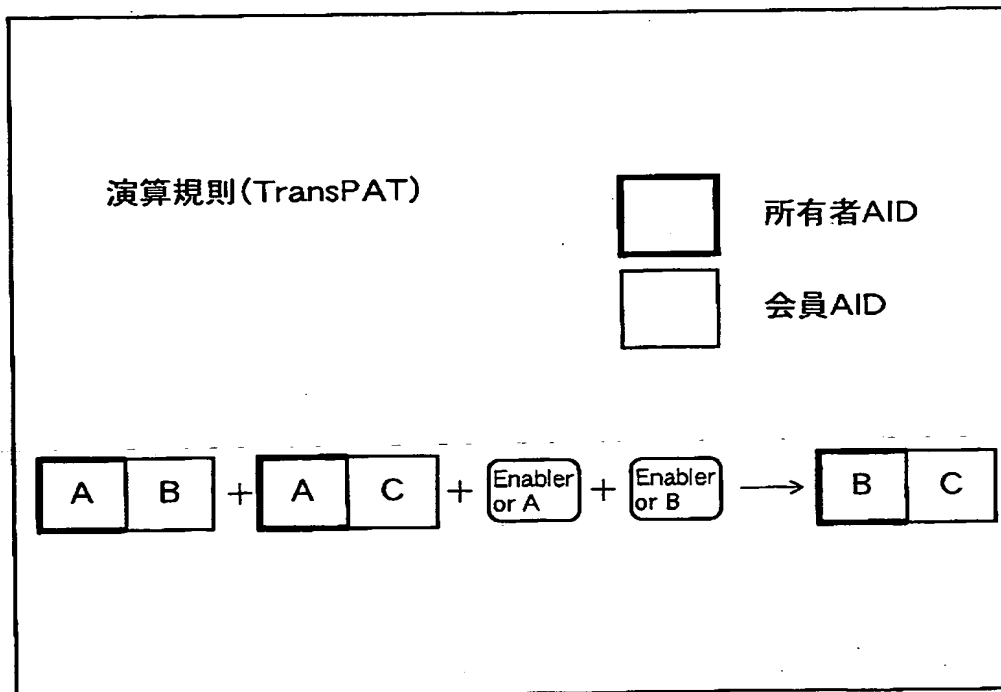 演算規則(TransPAT)
所有者AID
会員AID
A B + A C + Enabler or A + Enabler or B → B C